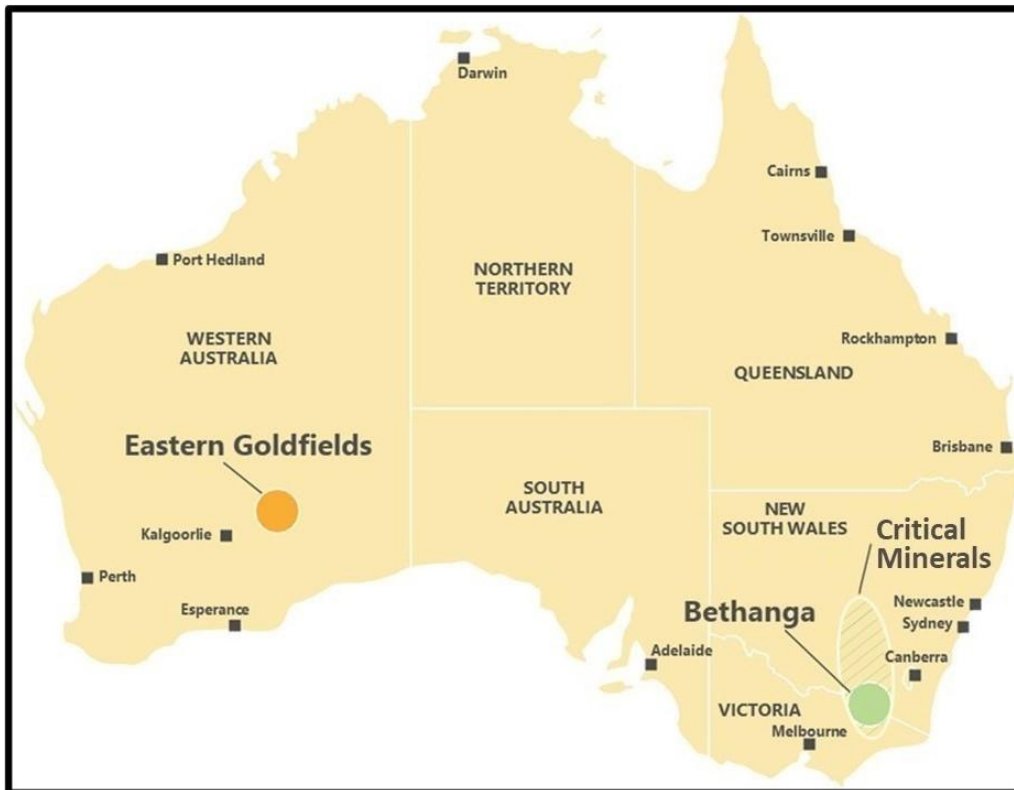 Darwin
Cairns
Townsville
Port Hedland
NORTHERN
TERRITORY
WESTERN
AUSTRALIA
Rockhampton
QUEENSLAND
Eastern Goldfields
Brisbane
SOUTH
AUSTRALIA
NEW
SOUTH WALES
Critical
Minerals
Kalgoorlie
Perth
Esperance
Bethanga
Newcastle
Sydney
Adelaide
Canberra
VICTORIA
Melbourne